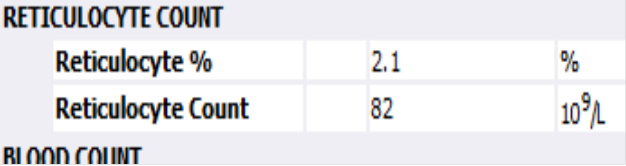 RETICULOCYTE COUNT
Reticulocyte % 2.1 %
Reticulocyte Count 82 10⁹/L
BLOOD COUNT